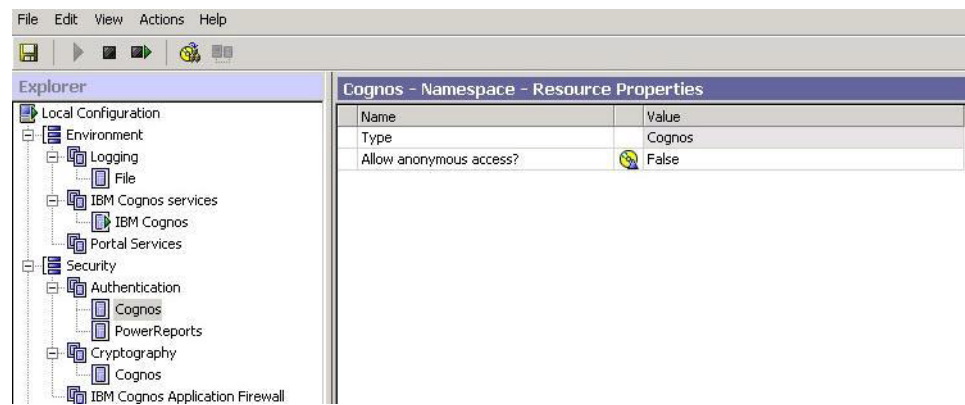 File Edit View Actions Help
Explorer
Local Configuration
Environment
Logging
File
IBM Cognos services
IBM Cognos
Portal Services
Security
Authentication
Cognos
PowerReports
Cryptography
Cognos
IBM Cognos Application Firewall
Cognos - Namespace - Resource Properties
Name Value
Type Cognos
Allow anonymous access? False